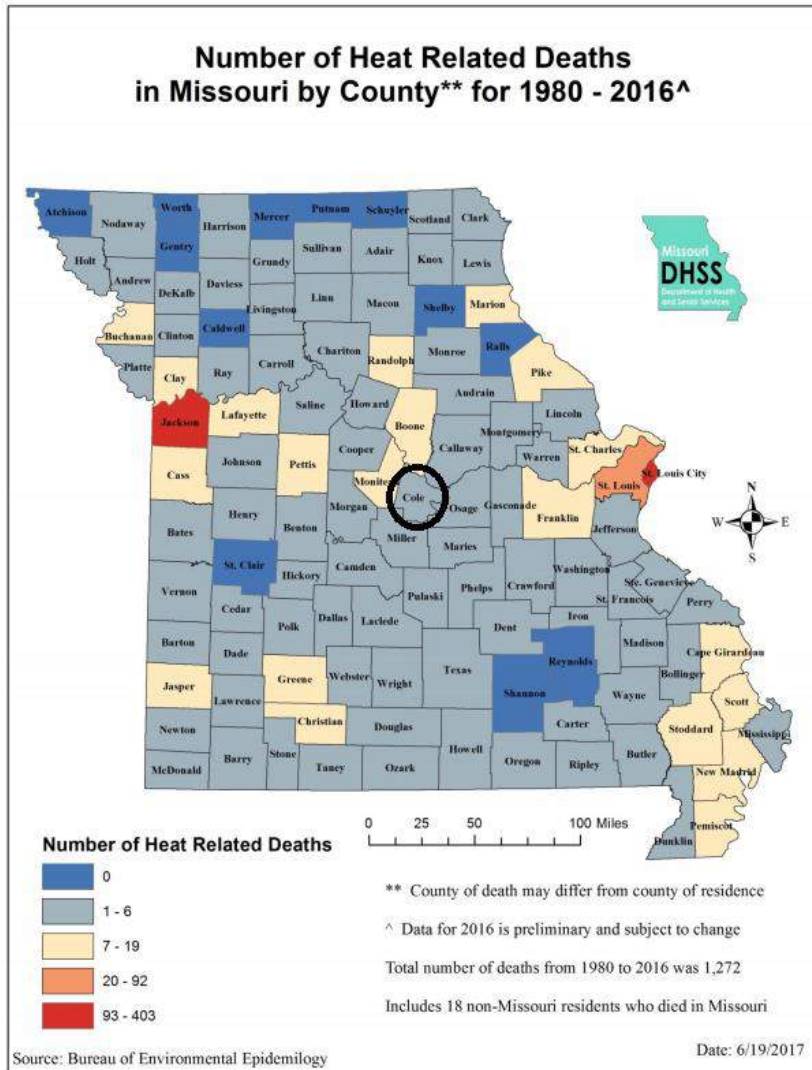 Number of Heat Related Deaths
in Missouri by County** for 1980 - 2016^
Atchison
Nodaway
Worth
Gentry
Harrison
Mercer
Putnam
Schuyler
Scotland
Clark
Holt
Andrew
DeKalb
Daviess
Grundy
Sullivan
Adair
Knox
Lewis
Missouri
DHSS
Department of Health
and Senior Services
Buchanan
Clinton
Caldwell
Livingston
Linn
Macon
Shelby
Marion
Platte
Clay
Ray
Carroll
Chariton
Randolph
Monroe
Ralls
Pike
Jackson
Lafayette
Saline
Howard
Boone
Audrain
Callaway
Montgomery
Lincoln
Warren
St. Charles
St. Louis
St. Louis City
Cass
Johnson
Pettis
Cooper
Monite
Cole
Osage
Gasconade
Franklin
Jefferson
N
W
E
S
Bates
Henry
Benton
Morgan
Miller
Maries
Vernon
St. Clair
Hickory
Camden
Pulaski
Phelps
Crawford
Washington
St. Francois
Ste. Genevieve
Perry
Cedar
Polk
Dallas
Laclede
Dent
Iron
Madison
Bollinger
Cape Girardeau
Barton
Dade
Jasper
Lawrence
Greene
Webster
Wright
Texas
Shannon
Reynolds
Wayne
Scott
Stoddard
Mississippi
Newton
Christian
Douglas
Howell
Carter
Butler
New Madrid
McDonald
Barry
Stone
Taney
Ozark
Oregon
Ripley
Dunklin
Pemiscot
0 25 50 100 Miles
Number of Heat Related Deaths
0
1 - 6
7 - 19
20 - 92
93 - 403
** County of death may differ from county of residence
^ Data for 2016 is preliminary and subject to change
Total number of deaths from 1980 to 2016 was 1,272
Includes 18 non-Missouri residents who died in Missouri
Source: Bureau of Environmental Epidemilogy
Date: 6/19/2017